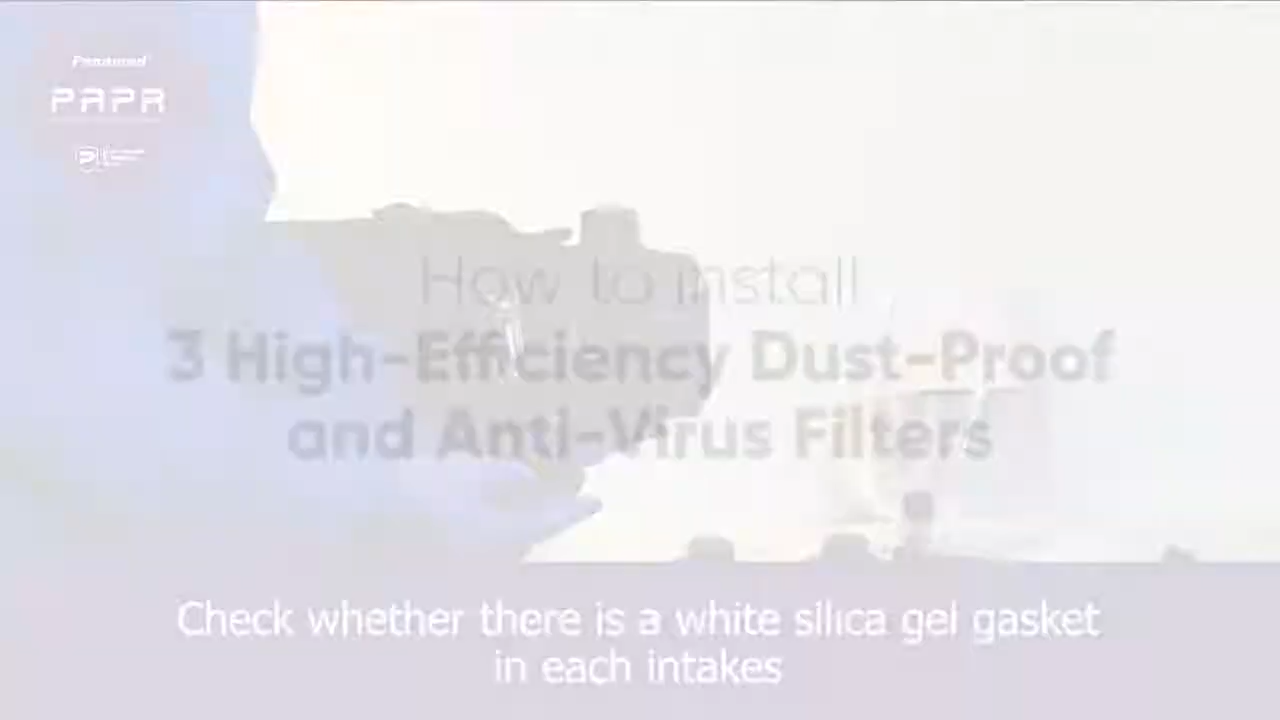 PAPR
How to install
3 High-Efficiency Dust-Proof
and Anti-Virus Filters
Check whether there is a white silica gel gasket
in each intakes